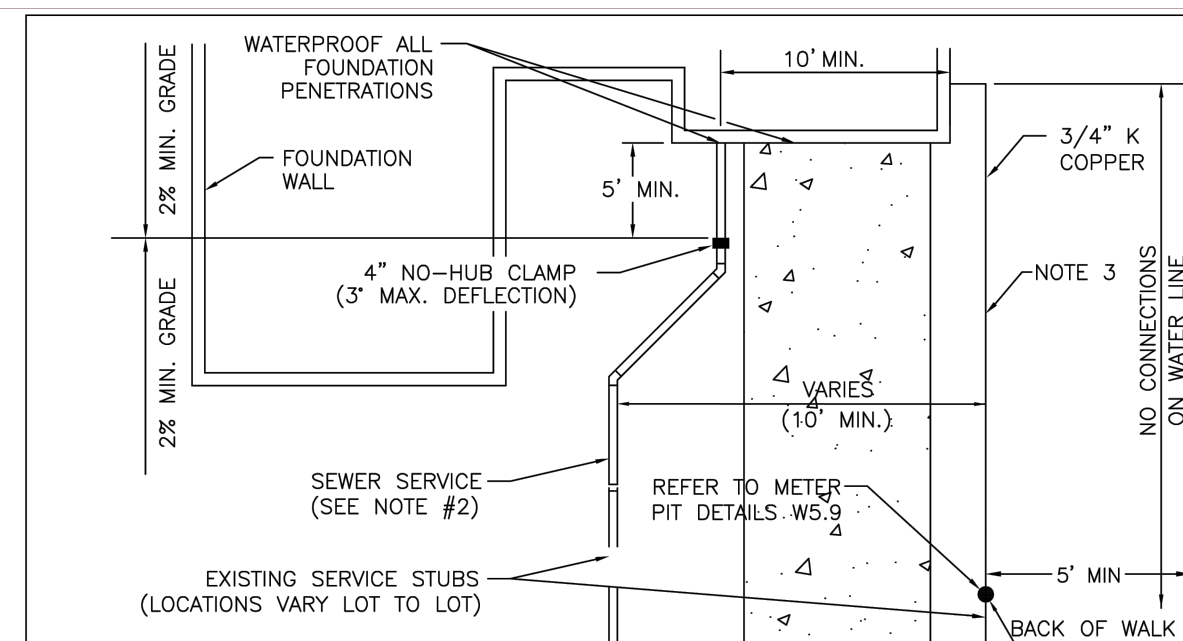 WATERPROOF ALL
FOUNDATION
PENETRATIONS
10' MIN.
2% MIN. GRADE
FOUNDATION
WALL
3/4" K
COPPER
5' MIN.
4" NO-HUB CLAMP
(3° MAX. DEFLECTION)
NOTE 3
NO CONNECTIONS
ON WATER LINE
2% MIN. GRADE
VARIES
(10' MIN.)
SEWER SERVICE
(SEE NOTE #2)
REFER TO METER
PIT DETAILS W5.9
EXISTING SERVICE STUBS
(LOCATIONS VARY LOT TO LOT)
5' MIN
BACK OF WALK